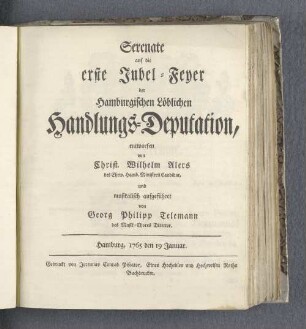 Serenate
auf die
erste Jubel-Feyer
der
Hamburgischen Löblichen
Handlungs-Deputation,
entworfen
von
Christ. Wilhelm Alers
des Ehrw. Hamb. Ministerii Candidat.
und
musikalisch aufgeführet
von
Georg Philipp Telemann
des Musik-Chores Director.
Hamburg, 1765 den 19 Januar.
Gedruckt von Jeremias Conrad Piscator, Eines Hochedlen und Hochweisen Raths
Buchdrucker.